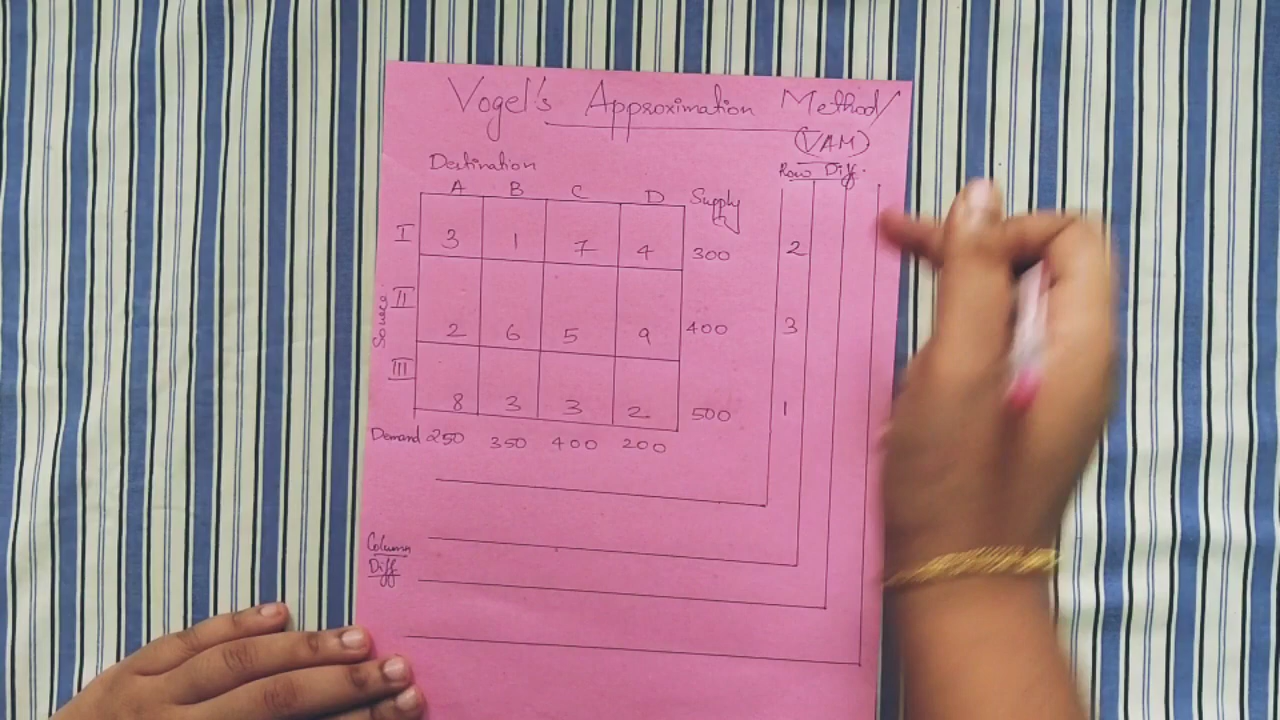 Vogel's Approximation Method
(VAM)
Destination
Row Diff.
A B C D Supply
I 3 1 7 4 300 2
II 2 6 5 9 400 3
Source
III 8 3 3 2 500 1
Demand 250 350 400 200
Column
Diff